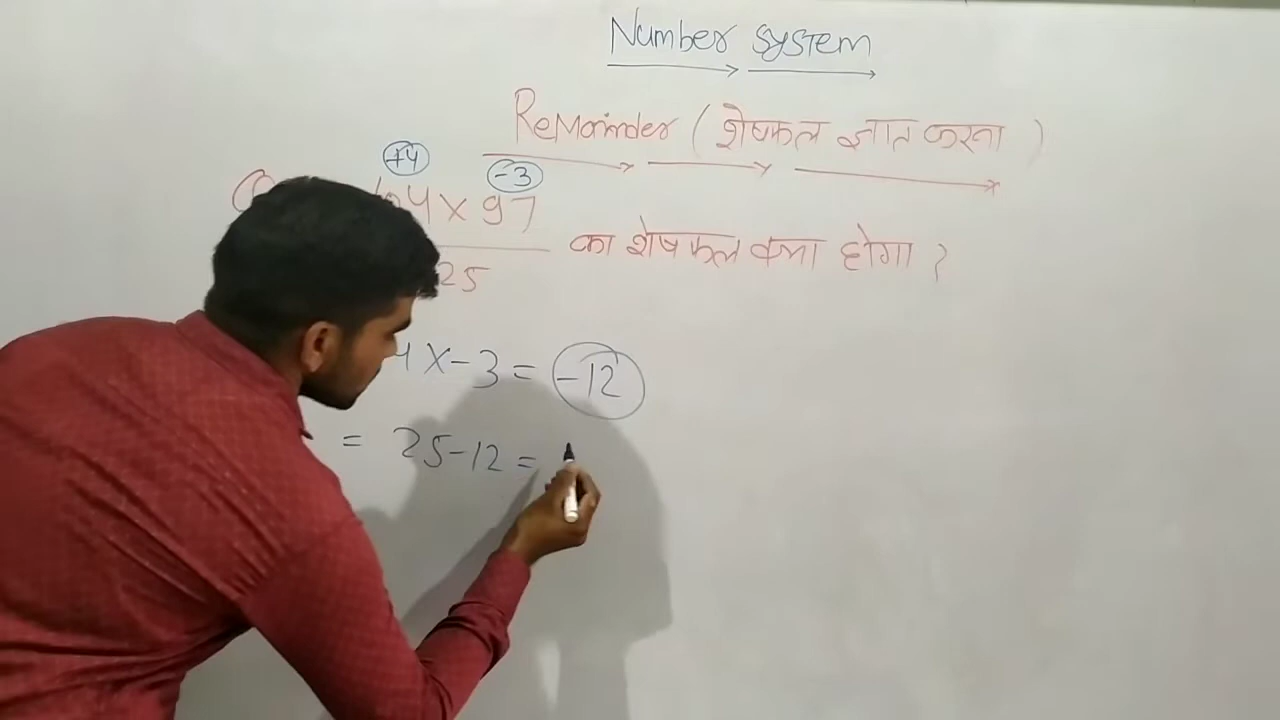 Number system
Remainder (शेषफल ज्ञात करना)
+4 -3
4 x 97
25 का शेषफल क्या होगा ?
4 x - 3 = -12
= 25 - 12 =